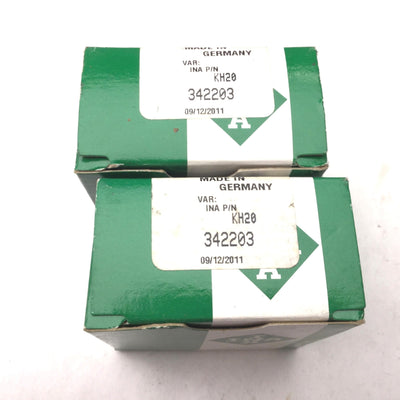 MADE IN
GERMANY
VAR:
INA P/N
KH20
342203
09/12/2011
A
MADE IN
GERMANY
VAR:
INA P/N
KH20
342203
09/12/2011
A